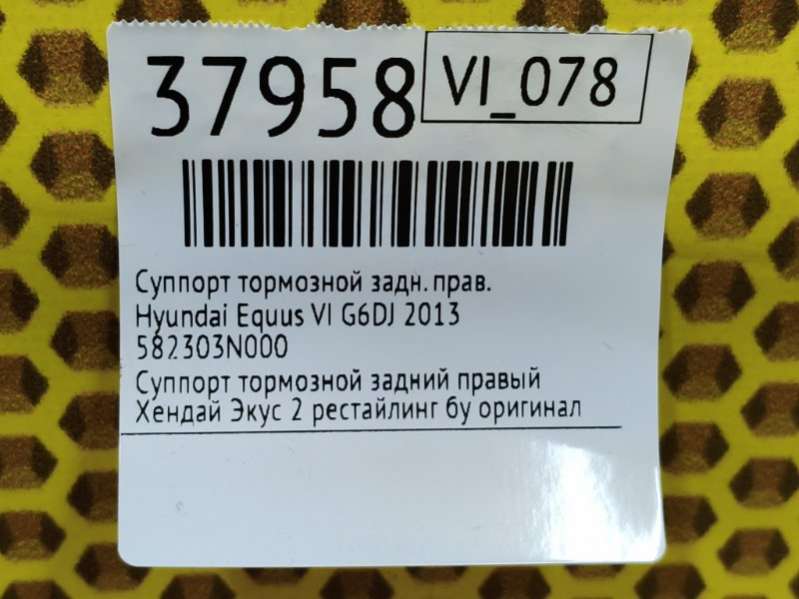 37958
VI_078
Суппорт тормозной задн. прав.
Hyundai Equus VI G6DJ 2013
582303N000
Суппорт тормозной задний правый
Хендай Экус 2 рестайлинг бу оригинал